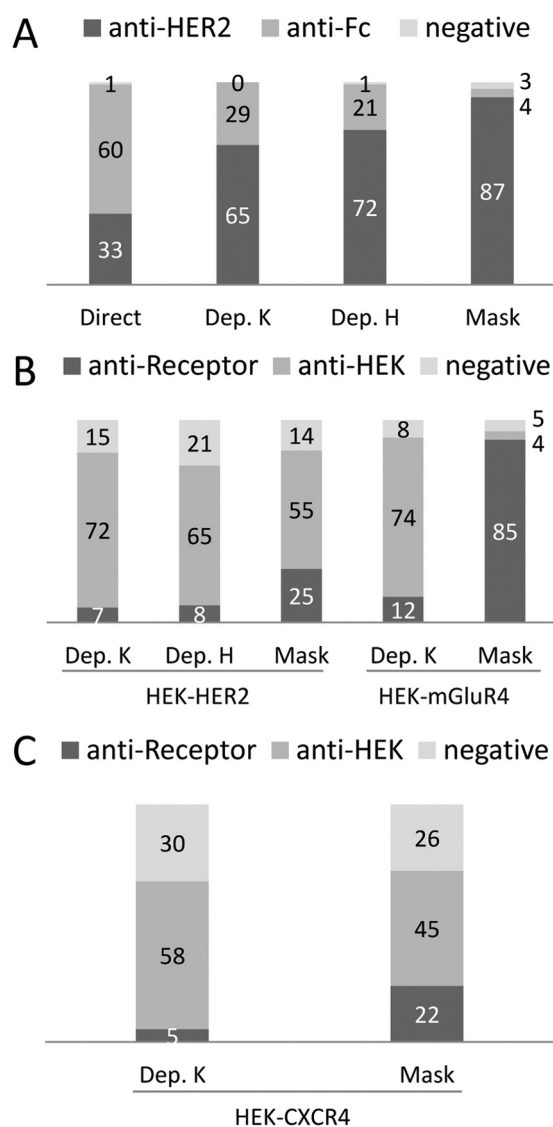 A
anti-HER2 anti-Fc negative
1 0 1 3
60 29 21 4
33 65 72 87
Direct Dep. K Dep. H Mask
B
anti-Receptor anti-HEK negative
15 21 14 8 5
72 65 55 74 4
7 8 25 12 85
Dep. K Dep. H Mask Dep. K Mask
HEK-HER2 HEK-mGluR4
C
anti-Receptor anti-HEK negative
30 26
58 45
5 22
Dep. K Mask
HEK-CXCR4